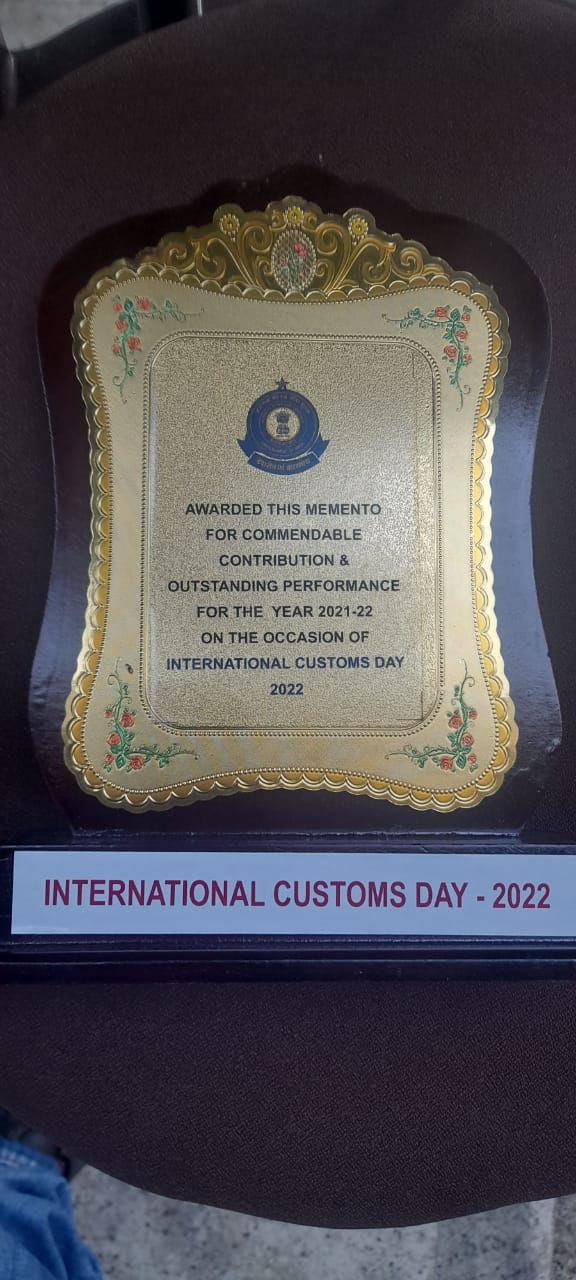 AWARDED THIS MEMENTO
FOR COMMENDABLE
CONTRIBUTION &
OUTSTANDING PERFORMANCE
FOR THE YEAR 2021-22
ON THE OCCASION OF
INTERNATIONAL CUSTOMS DAY
2022
INTERNATIONAL CUSTOMS DAY - 2022